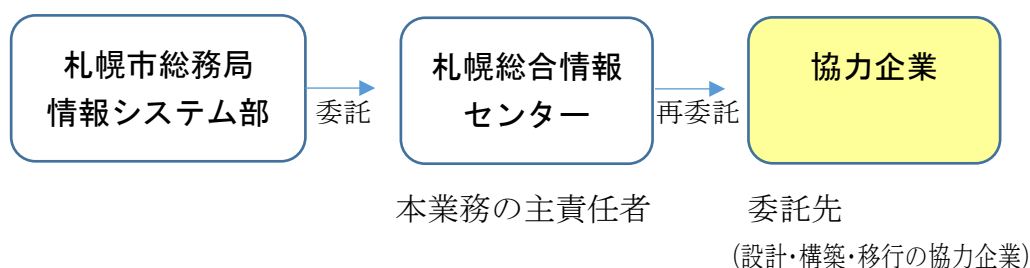 札幌市総務局
情報システム部
委託
札幌総合情報
センター
再委託
協力企業
本業務の主責任者
委託先
(設計・構築・移行の協力企業)